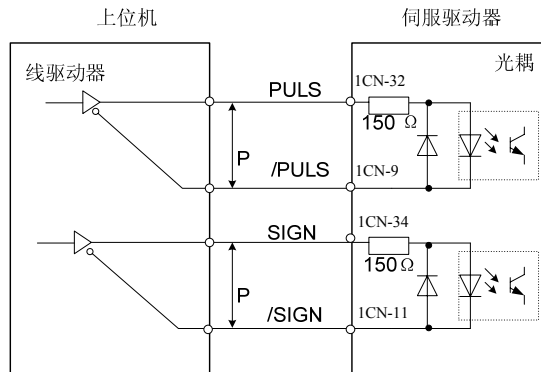 上位机
伺服驱动器
线驱动器
光耦
PULS
1CN-32
150 Ω
P
/PULS
1CN-9
SIGN
1CN-34
150 Ω
P
/SIGN
1CN-11